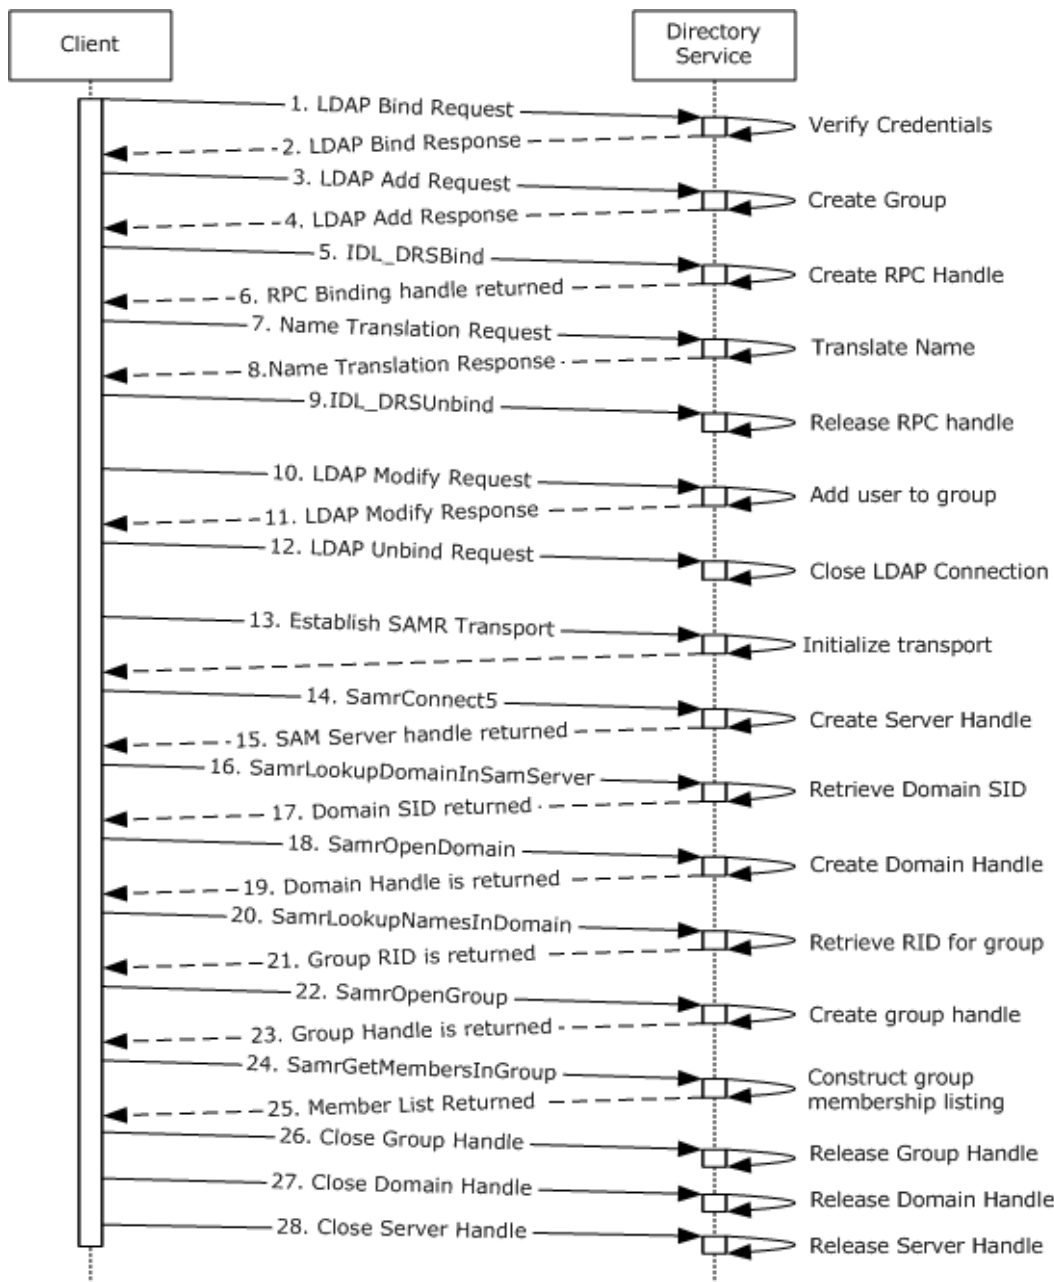 Client
Directory
Service
1. LDAP Bind Request
Verify Credentials
2. LDAP Bind Response
3. LDAP Add Request
Create Group
4. LDAP Add Response
5. IDL_DRSBind
Create RPC Handle
6. RPC Binding handle returned
7. Name Translation Request
Translate Name
8.Name Translation Response
9.IDL_DRSUnbind
Release RPC handle
10. LDAP Modify Request
Add user to group
11. LDAP Modify Response
12. LDAP Unbind Request
Close LDAP Connection
13. Establish SAMR Transport
Initialize transport
14. SamrConnect5
Create Server Handle
15. SAM Server handle returned
16. SamrLookupDomainInSamServer
Retrieve Domain SID
17. Domain SID returned
18. SamrOpenDomain
Create Domain Handle
19. Domain Handle is returned
20. SamrLookupNamesInDomain
Retrieve RID for group
21. Group RID is returned
22. SamrOpenGroup
Create group handle
23. Group Handle is returned
24. SamrGetMembersInGroup
Construct group
membership listing
25. Member List Returned
26. Close Group Handle
Release Group Handle
27. Close Domain Handle
Release Domain Handle
28. Close Server Handle
Release Server Handle